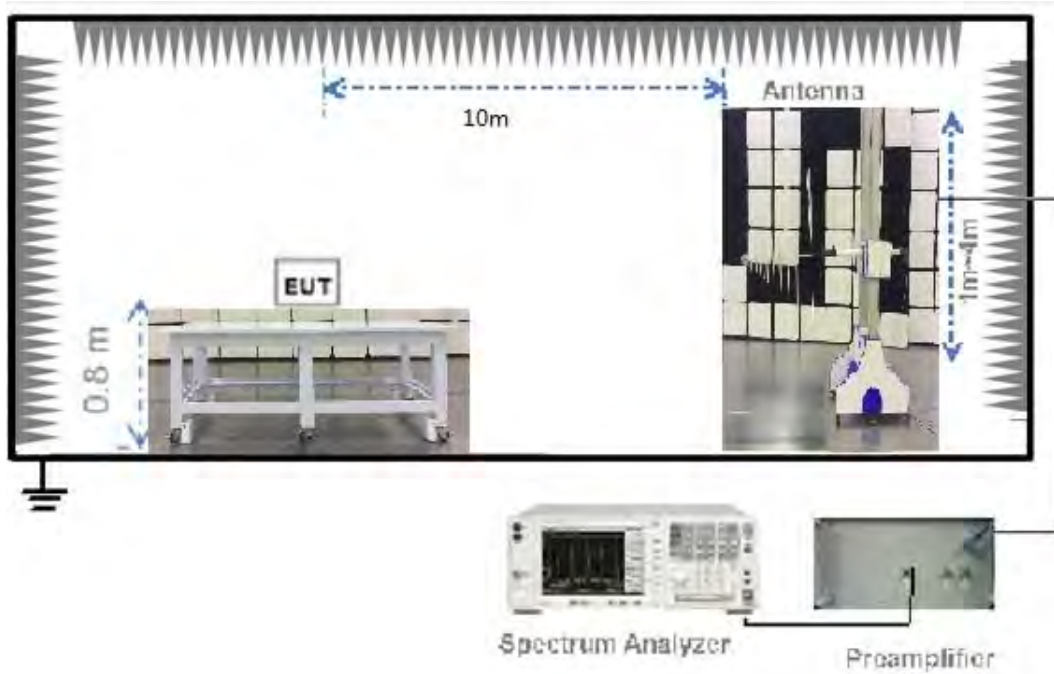 Antenna
10m
1m~4m
EUT
0.8 m
Spectrum Analyzer
Preamplifier